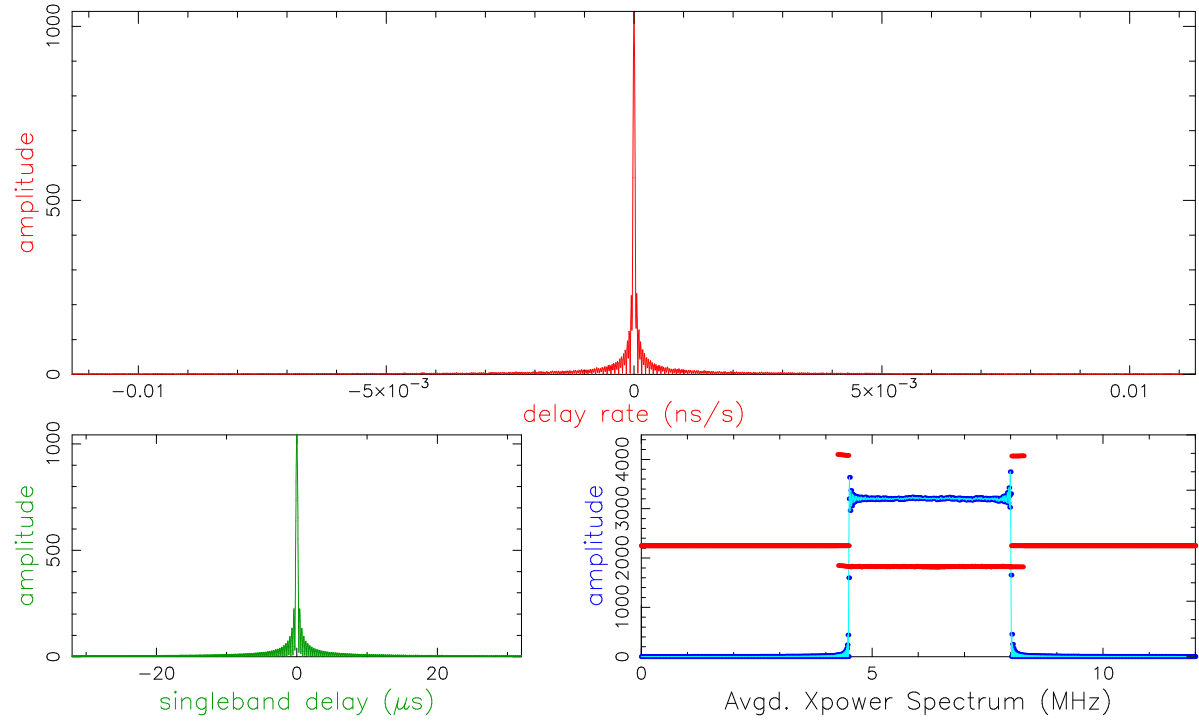 1000
500
0
amplitude
−0.01 −5×10⁻³ 0 5×10⁻³ 0.01
delay rate (ns/s)
1000
500
0
amplitude
−20 0 20
singleband delay (μs)
4000
3000
2000
1000
0
amplitude
0 5 10
Avgd. Xpower Spectrum (MHz)